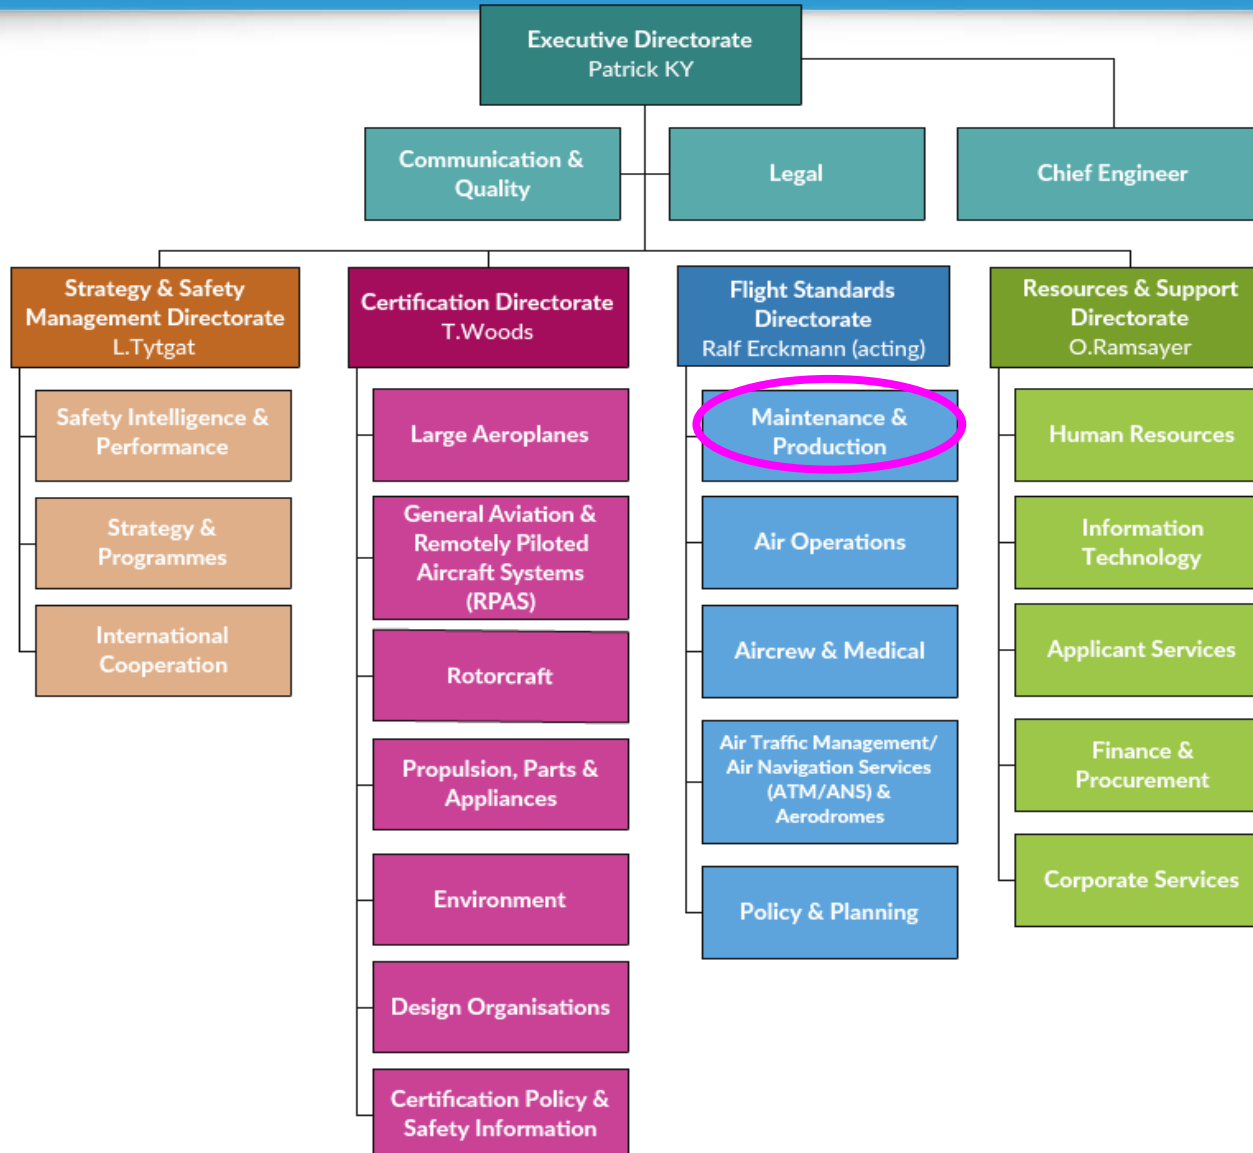 Executive Directorate
Patrick KY
Communication &
Quality
Legal
Chief Engineer
Strategy & Safety
Management Directorate
L.Tytgat
Safety Intelligence &
Performance
Strategy &
Programmes
International
Cooperation
Certification Directorate
T.Woods
Large Aeroplanes
General Aviation &
Remotely Piloted
Aircraft Systems
(RPAS)
Rotorcraft
Propulsion, Parts &
Appliances
Environment
Design Organisations
Certification Policy &
Safety Information
Flight Standards
Directorate
Ralf Erckmann (acting)
Maintenance &
Production
Air Operations
Aircrew & Medical
Air Traffic Management/
Air Navigation Services
(ATM/ANS) &
Aerodromes
Policy & Planning
Resources & Support
Directorate
O.Ramsayer
Human Resources
Information
Technology
Applicant Services
Finance &
Procurement
Corporate Services